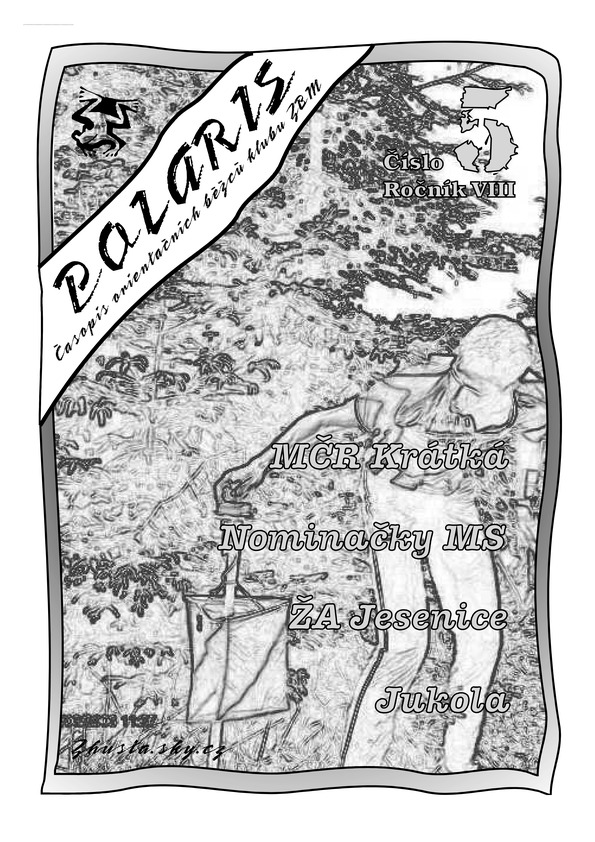 POLARIS
Časopis orientačních běžců klubu ZBM
5
Číslo
Ročník VIII
MČR Krátká
Nominačky MS
ŽA Jesenice
Jukola
Zhusta.sky.cz